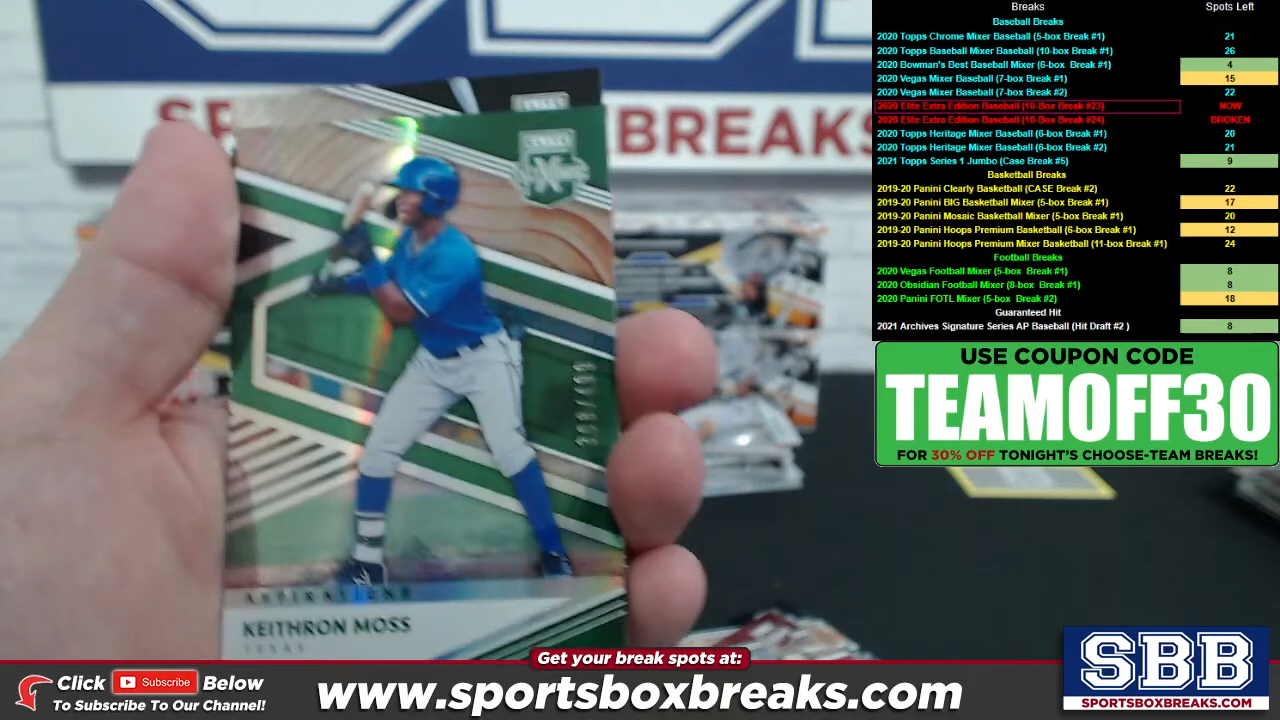 BREAKS
ELITE
EXTRA
ASPIRATIONS
KEITHRON MOSS
TEXAS
Breaks Spots Left
Baseball Breaks
2020 Topps Chrome Mixer Baseball (5-box Break #1) 21
2020 Topps Baseball Mixer Baseball (10-box Break #1) 26
2020 Bowman's Best Baseball Mixer (6-box Break #1) 4
2020 Vegas Mixer Baseball (7-box Break #1) 15
2020 Vegas Mixer Baseball (7-box Break #2) 22
2020 Elite Extra Edition Baseball (10-Box Break #23) NOW
2020 Elite Extra Edition Baseball (10-Box Break #24) BROKEN
2020 Topps Heritage Mixer Baseball (6-box Break #1) 20
2020 Topps Heritage Mixer Baseball (6-box Break #2) 21
2021 Topps Series 1 Jumbo (Case Break #5) 9
Basketball Breaks
2019-20 Panini Clearly Basketball (CASE Break #2) 22
2019-20 Panini BIG Basketball Mixer (5-box Break #1) 17
2020 Panini Mosaic Basketball Mixer (5-box Break #1) 20
2019-20 Panini Hoops Premium Basketball (6-box Break #1) 12
2019-20 Panini Hoops Premium Mixer Basketball (11-box Break #1) 24
Football Breaks
2020 Vegas Football Mixer (5-box Break #1) 8
2020 Obsidian Football Mixer (8-box Break #1) 8
2020 Panini FOTL Mixer (5-box Break #2) 18
Guaranteed Hit
2021 Archives Signature Series AP Baseball (Hit Draft #2 ) 8
USE COUPON CODE
TEAMOFF30
FOR 30% OFF TONIGHT'S CHOOSE-TEAM BREAKS!
Get your break spots at:
Click Subscribe Below
To Subscribe To Our Channel!
www.sportsboxbreaks.com
SBB
SPORTSBOXBREAKS.COM